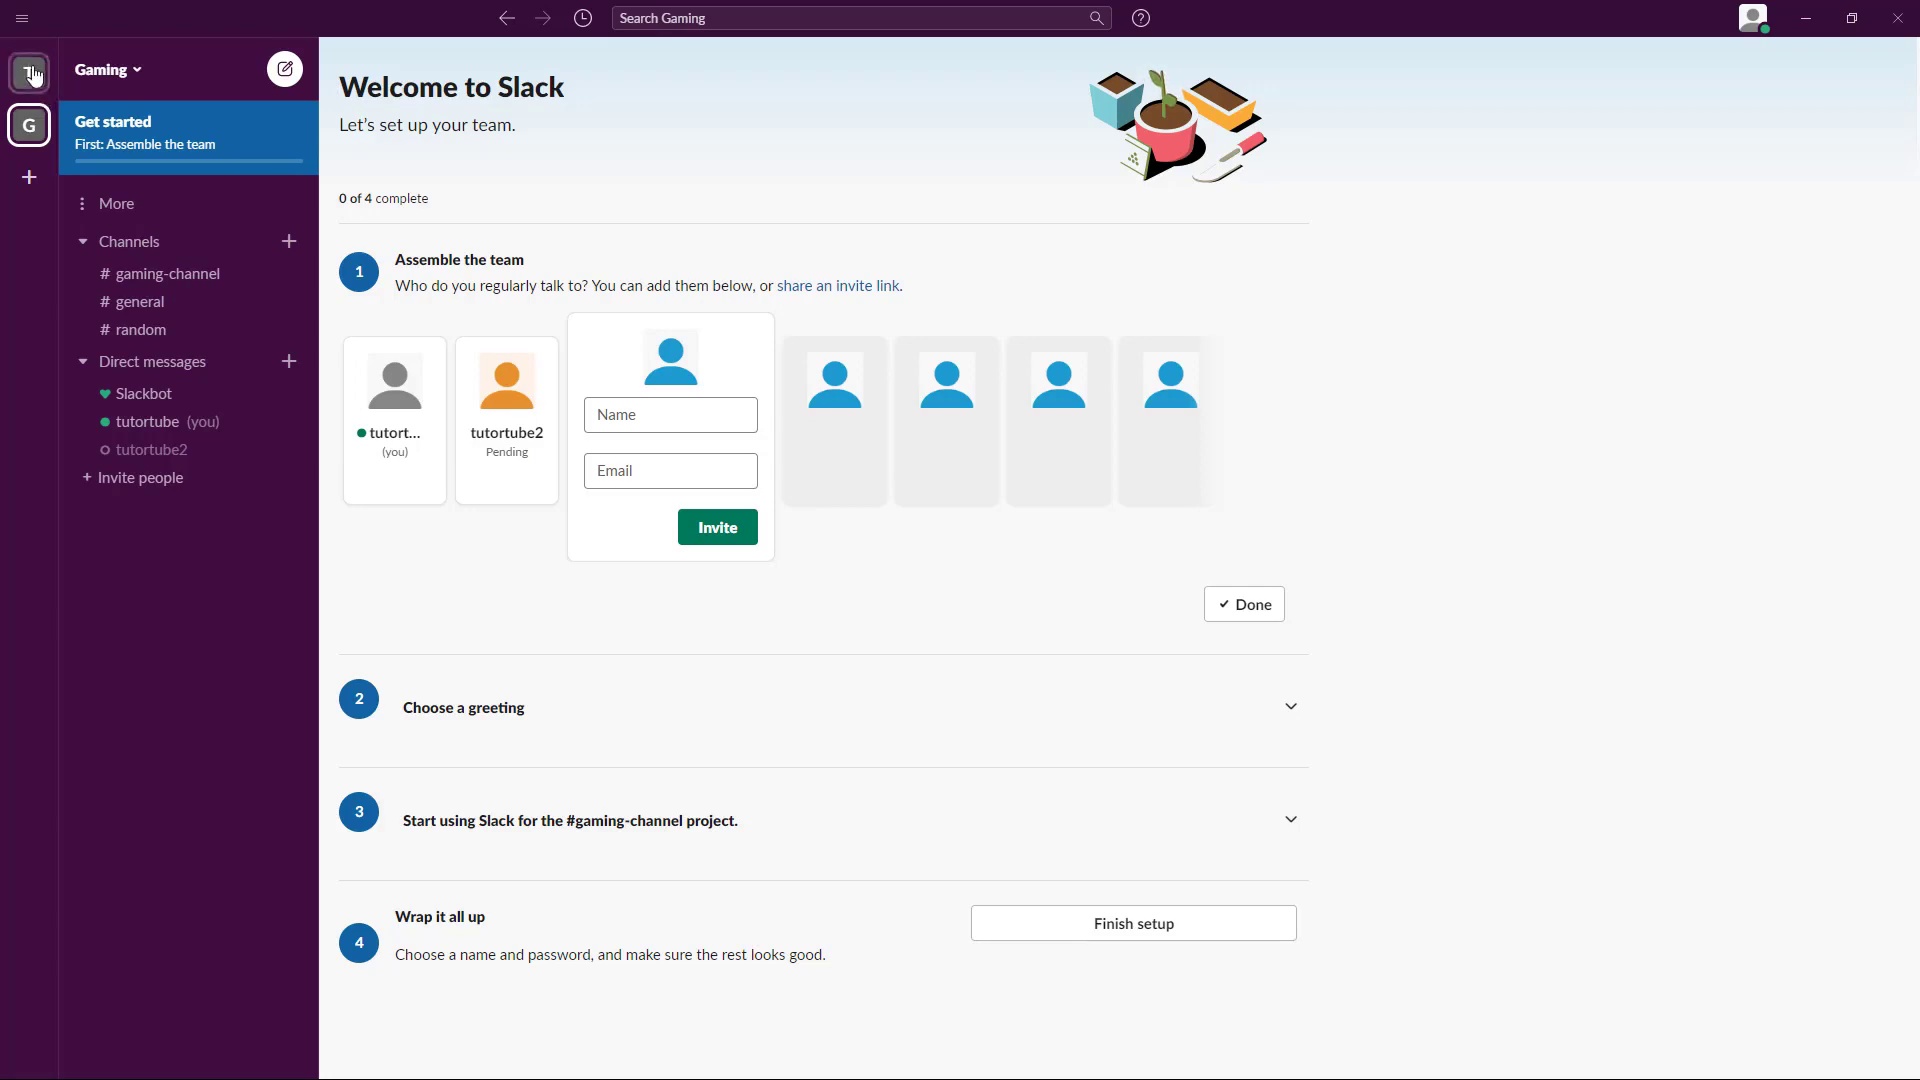 Search Gaming
Gaming
G
Get started
First: Assemble the team
More
Channels
# gaming-channel
# general
# random
Direct messages
Slackbot
tutortube (you)
tutortube2
+ Invite people
Welcome to Slack
Let's set up your team.
0 of 4 complete
1
Assemble the team
Who do you regularly talk to? You can add them below, or share an invite link.
tutort...
(you)
tutortube2
Pending
Name
Email
Invite
Done
2
Choose a greeting
3
Start using Slack for the #gaming-channel project.
4
Wrap it all up
Choose a name and password, and make sure the rest looks good.
Finish setup